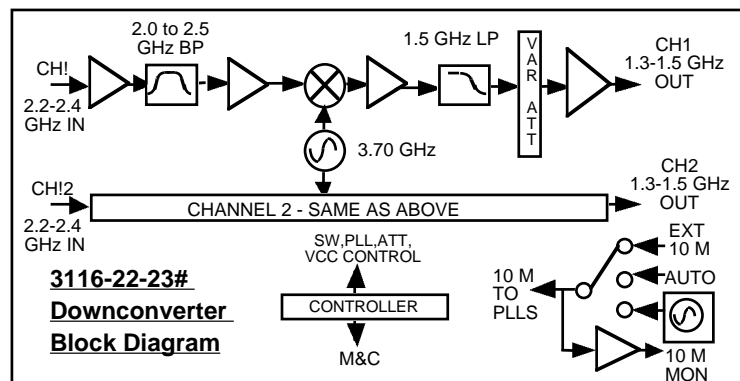 2.0 to 2.5
GHz BP
1.5 GHz LP
VAR ATT
CH1
1.3-1.5 GHz
OUT
CH!
2.2-2.4
GHz IN
3.70 GHz
CH!2
2.2-2.4
GHz IN
CHANNEL 2 - SAME AS ABOVE
CH2
1.3-1.5 GHz
OUT
SW,PLL,ATT,
VCC CONTROL
CONTROLLER
M&C
3116-22-23#
Downconverter
Block Diagram
10 M
TO
PLLS
EXT
10 M
AUTO
10 M
MON